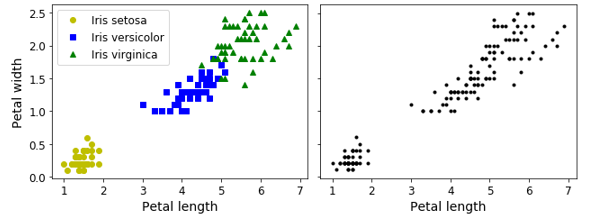 2.5
2.0
1.5
1.0
0.5
0.0
Petal width
Iris setosa
Iris versicolor
Iris virginica
1 2 3 4 5 6 7
Petal length
1 2 3 4 5 6 7
Petal length